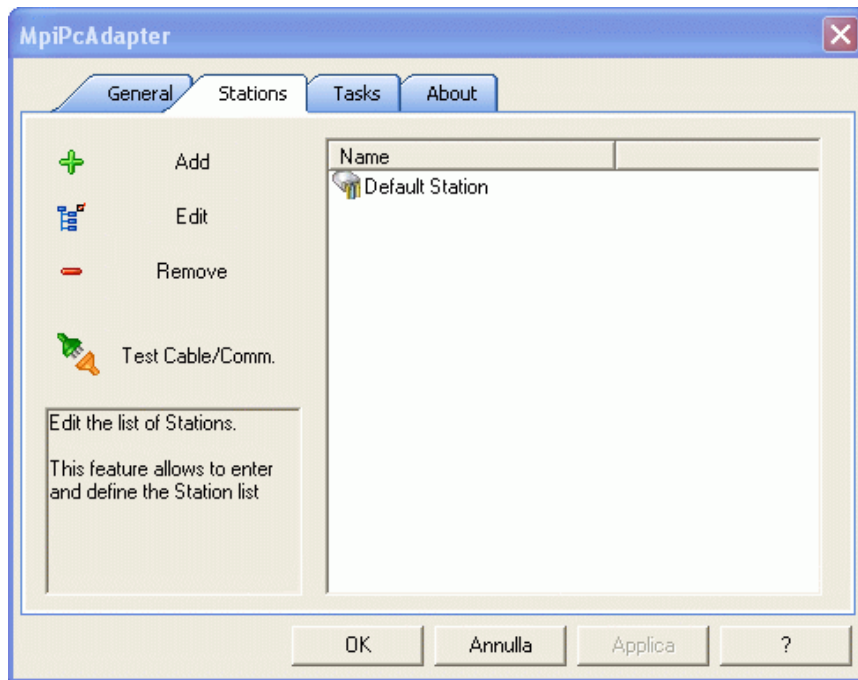 MpiPcAdapter
General
Stations
Tasks
About
Add
Edit
Remove
Test Cable/Comm.
Edit the list of Stations.
This feature allows to enter
and define the Station list
Name
Default Station
OK
Annulla
Applica
?